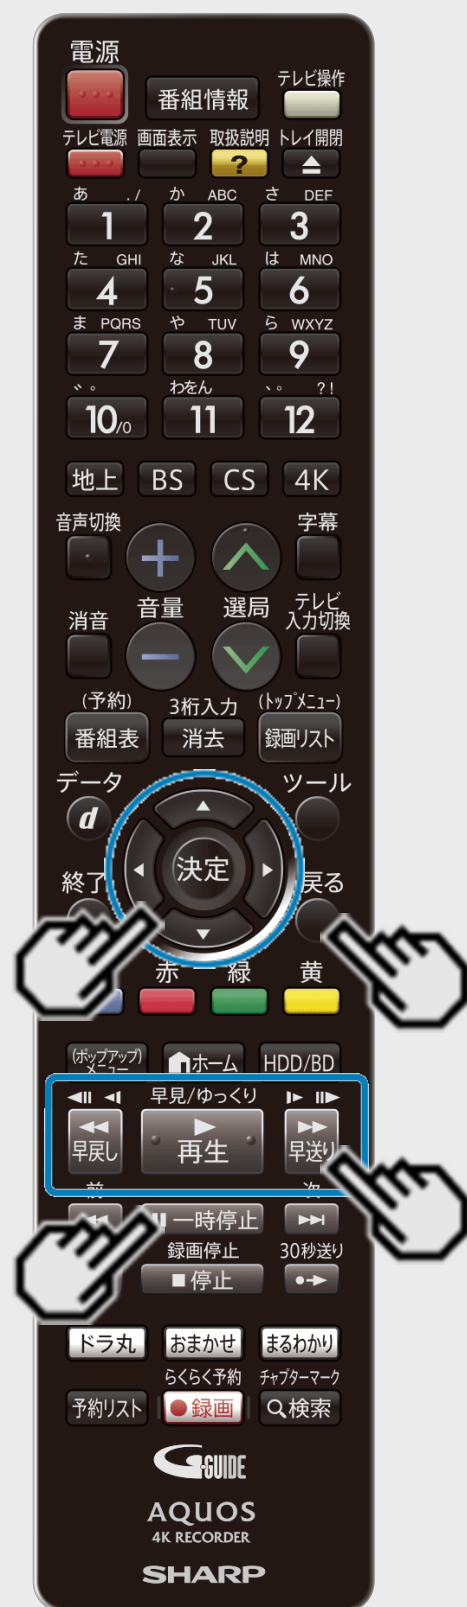 電源
番組情報
テレビ操作
テレビ電源 画面表示 取扱説明 トレイ開閉
?
あ ./ か ABC さ DEF
1 2 3
た GHI な JKL は MNO
4 5 6
ま PQRS や TUV ら WXYZ
7 8 9
゛゜ わをん 、。 ?!
10/0 11 12
地上 BS CS 4K
音声切換 字幕
+
消音 音量 選局 テレビ
入力切換
−
(予約) 3桁入力 (トップメニュー)
番組表 消去 録画リスト
データ ツール
d
決定
終了 戻る
赤 緑 黄
(ポップアップ)
メニュー ホーム HDD/BD
早見/ゆっくり
早戻し 再生 早送り
前 次
一時停止
録画停止 30秒送り
停止
ドラ丸 おまかせ まるわかり
らくらく予約 チャプターマーク
予約リスト 録画 検索
G-GUIDE
AQUOS
4K RECORDER
SHARP